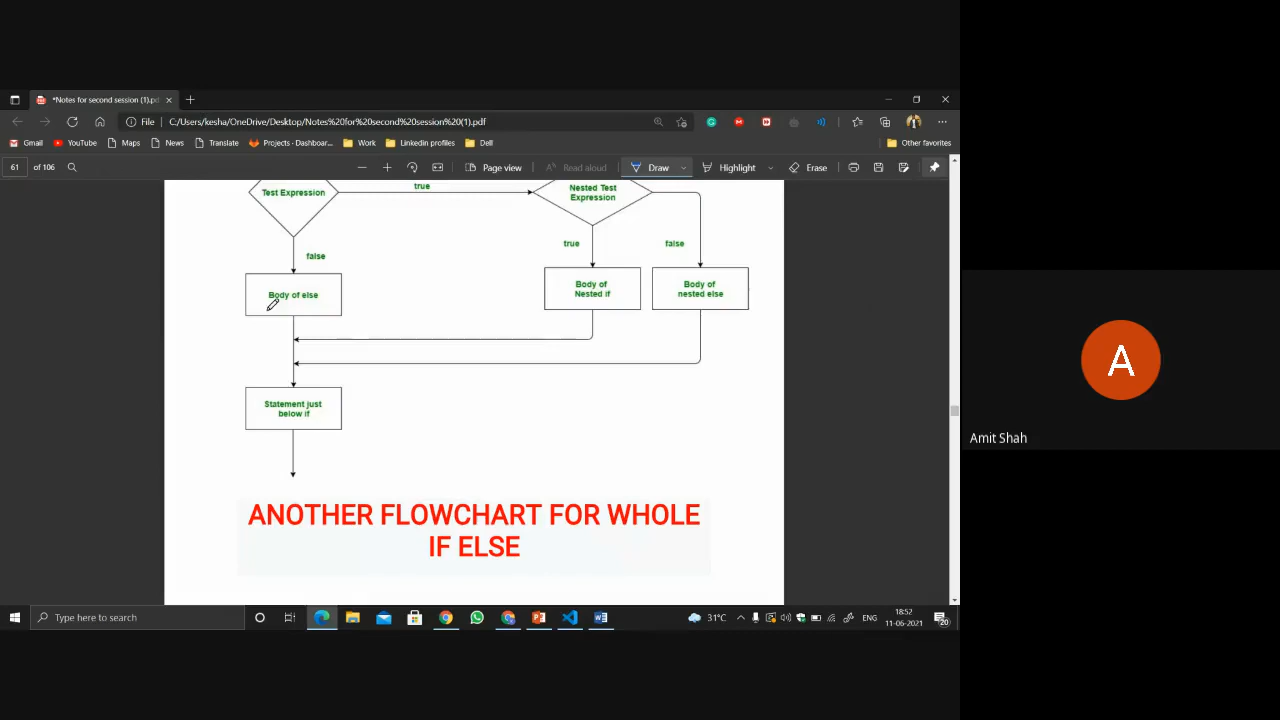 *Notes for second session (1).pd
File
C:/Users/kesha/OneDrive/Desktop/Notes%20for%20second%20session%20(1).pdf
Gmail
YouTube
Maps
News
Translate
Projects · Dashboar...
Work
Linkedin profiles
Dell
Other favorites
61
of 106
Page view
Read aloud
Draw
Highlight
Erase
Test Expression
true
Nested Test
Expression
false
true
false
Body of else
Body of
Nested if
Body of
nested else
Statement just
below if
ANOTHER FLOWCHART FOR WHOLE
IF ELSE
A
Amit Shah
Type here to search
31°C
ENG
18:52
11-06-2021
20